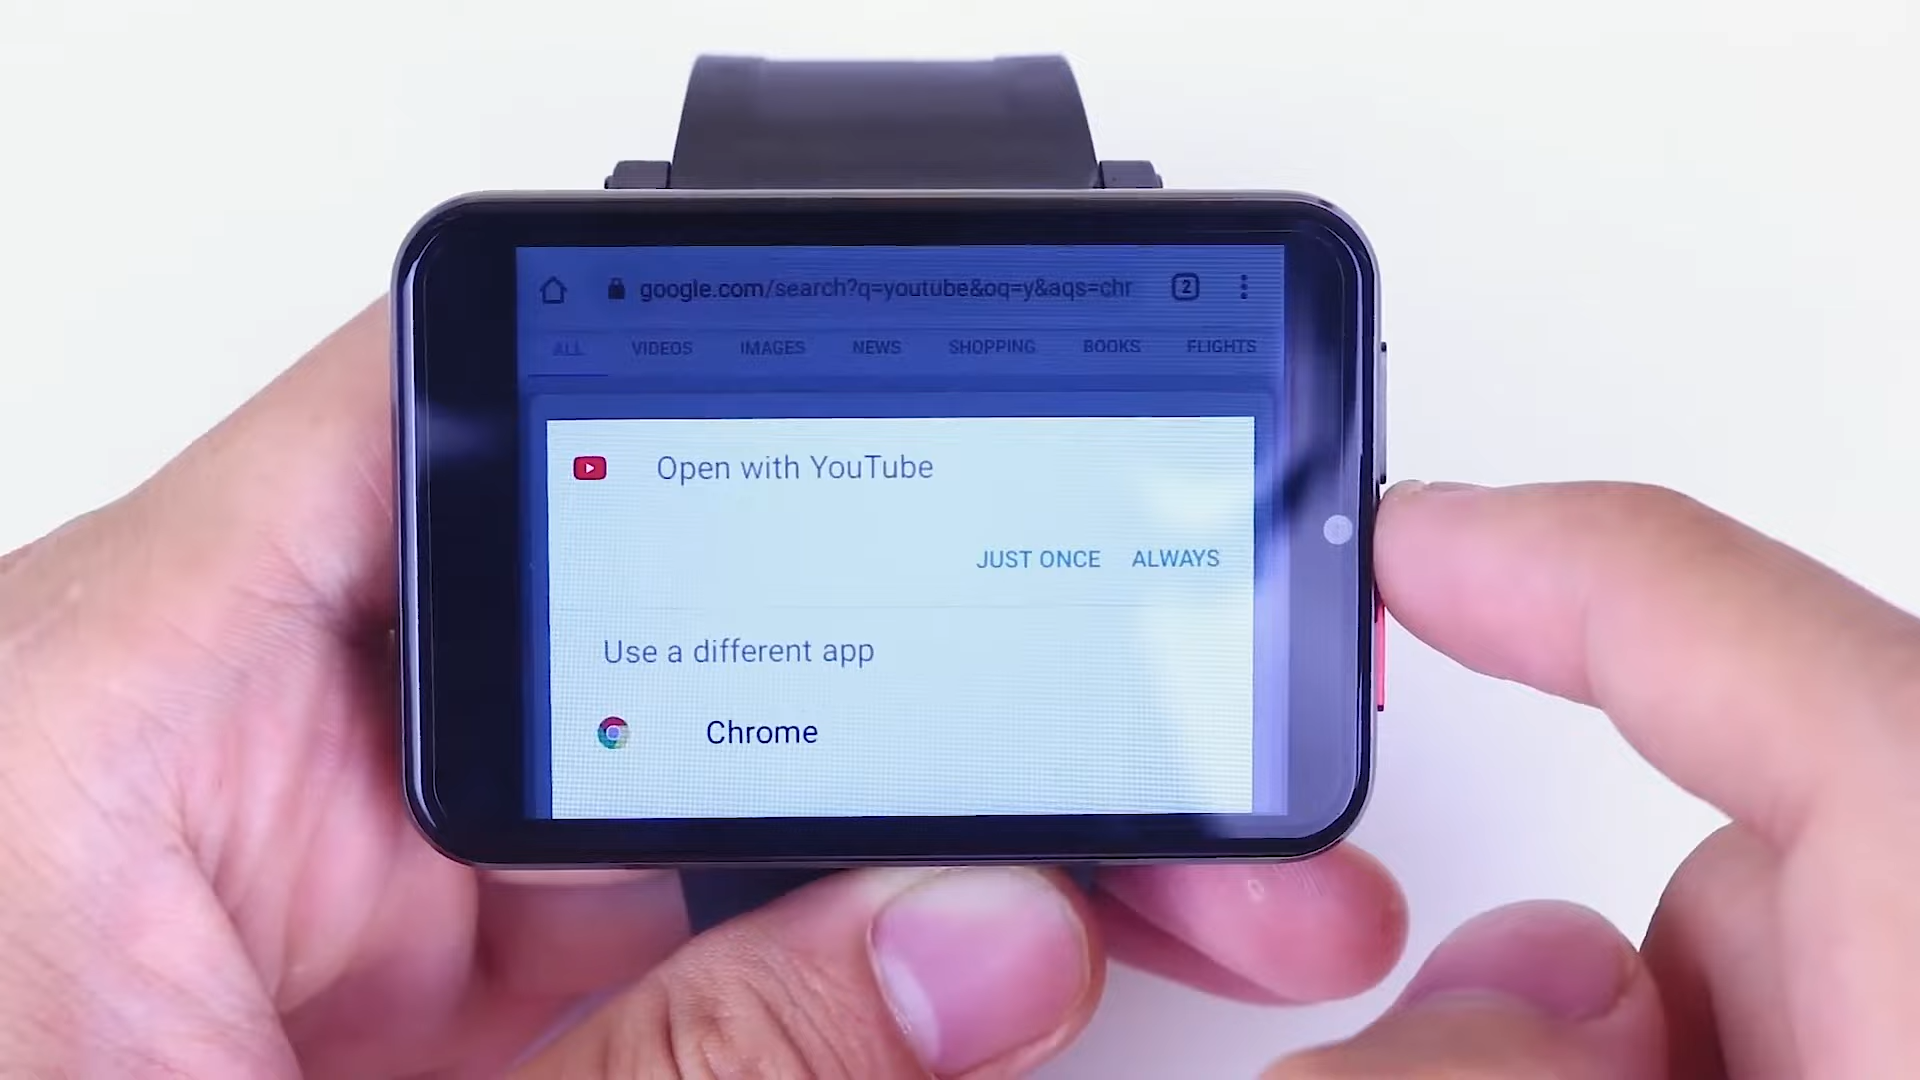 google.com/search?q=youtube&oq=y&aqs=chr
2
ALL VIDEOS IMAGES NEWS SHOPPING BOOKS FLIGHTS
Open with YouTube
JUST ONCE ALWAYS
Use a different app
Chrome